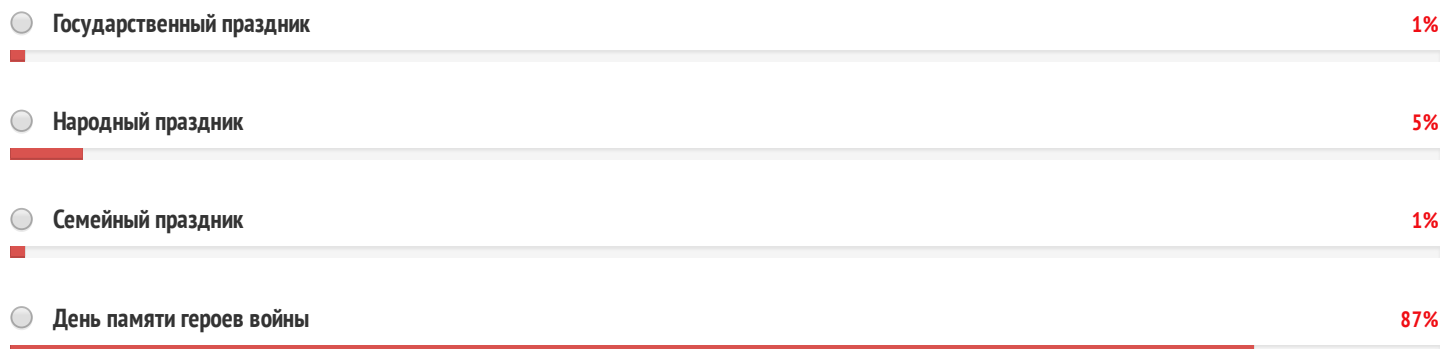 Государственный праздник 1%
Народный праздник 5%
Семейный праздник 1%
День памяти героев войны 87%